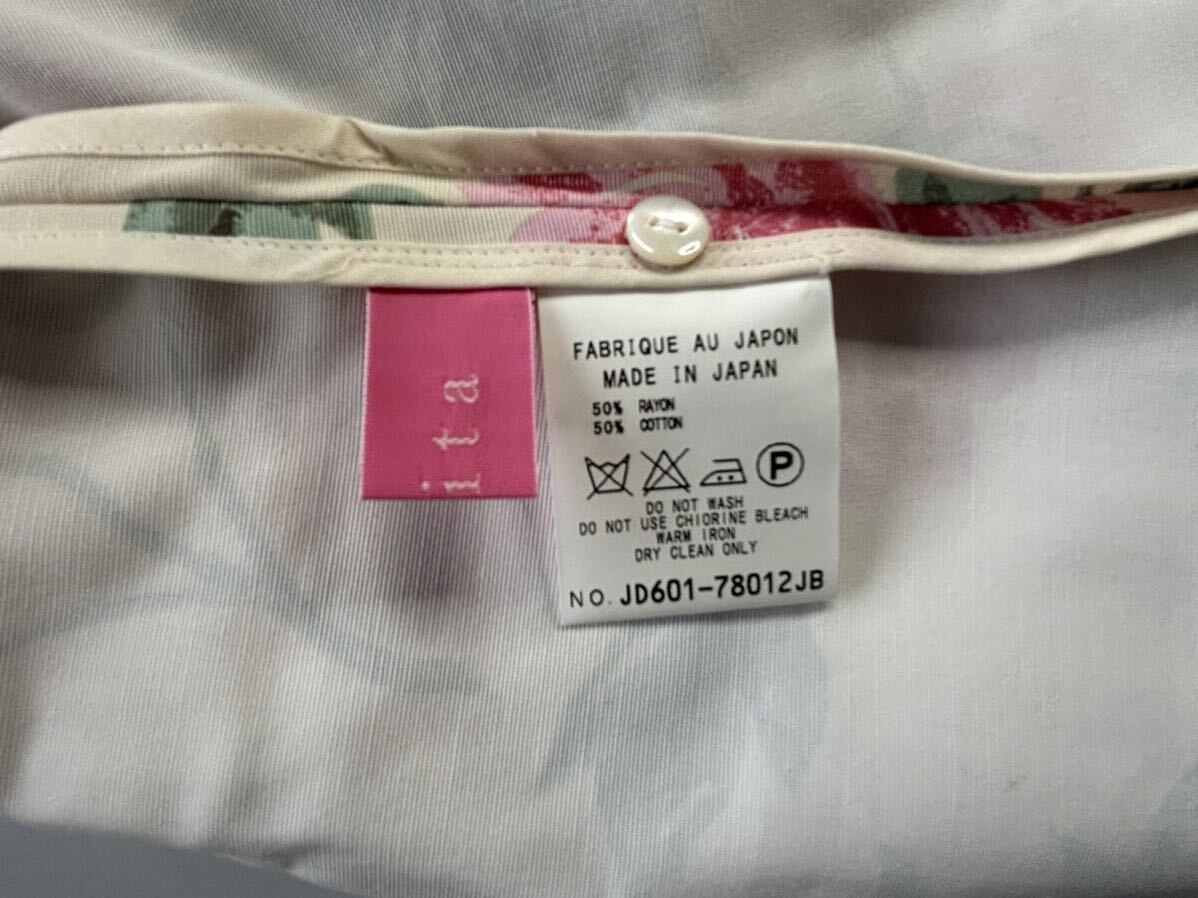 ita
FABRIQUE AU JAPON
MADE IN JAPAN
50% RAYON
50% COTTON
P
DO NOT WASH
DO NOT USE CHIORINE BLEACH
WARM IRON
DRY CLEAN ONLY
NO. JD601-78012JB